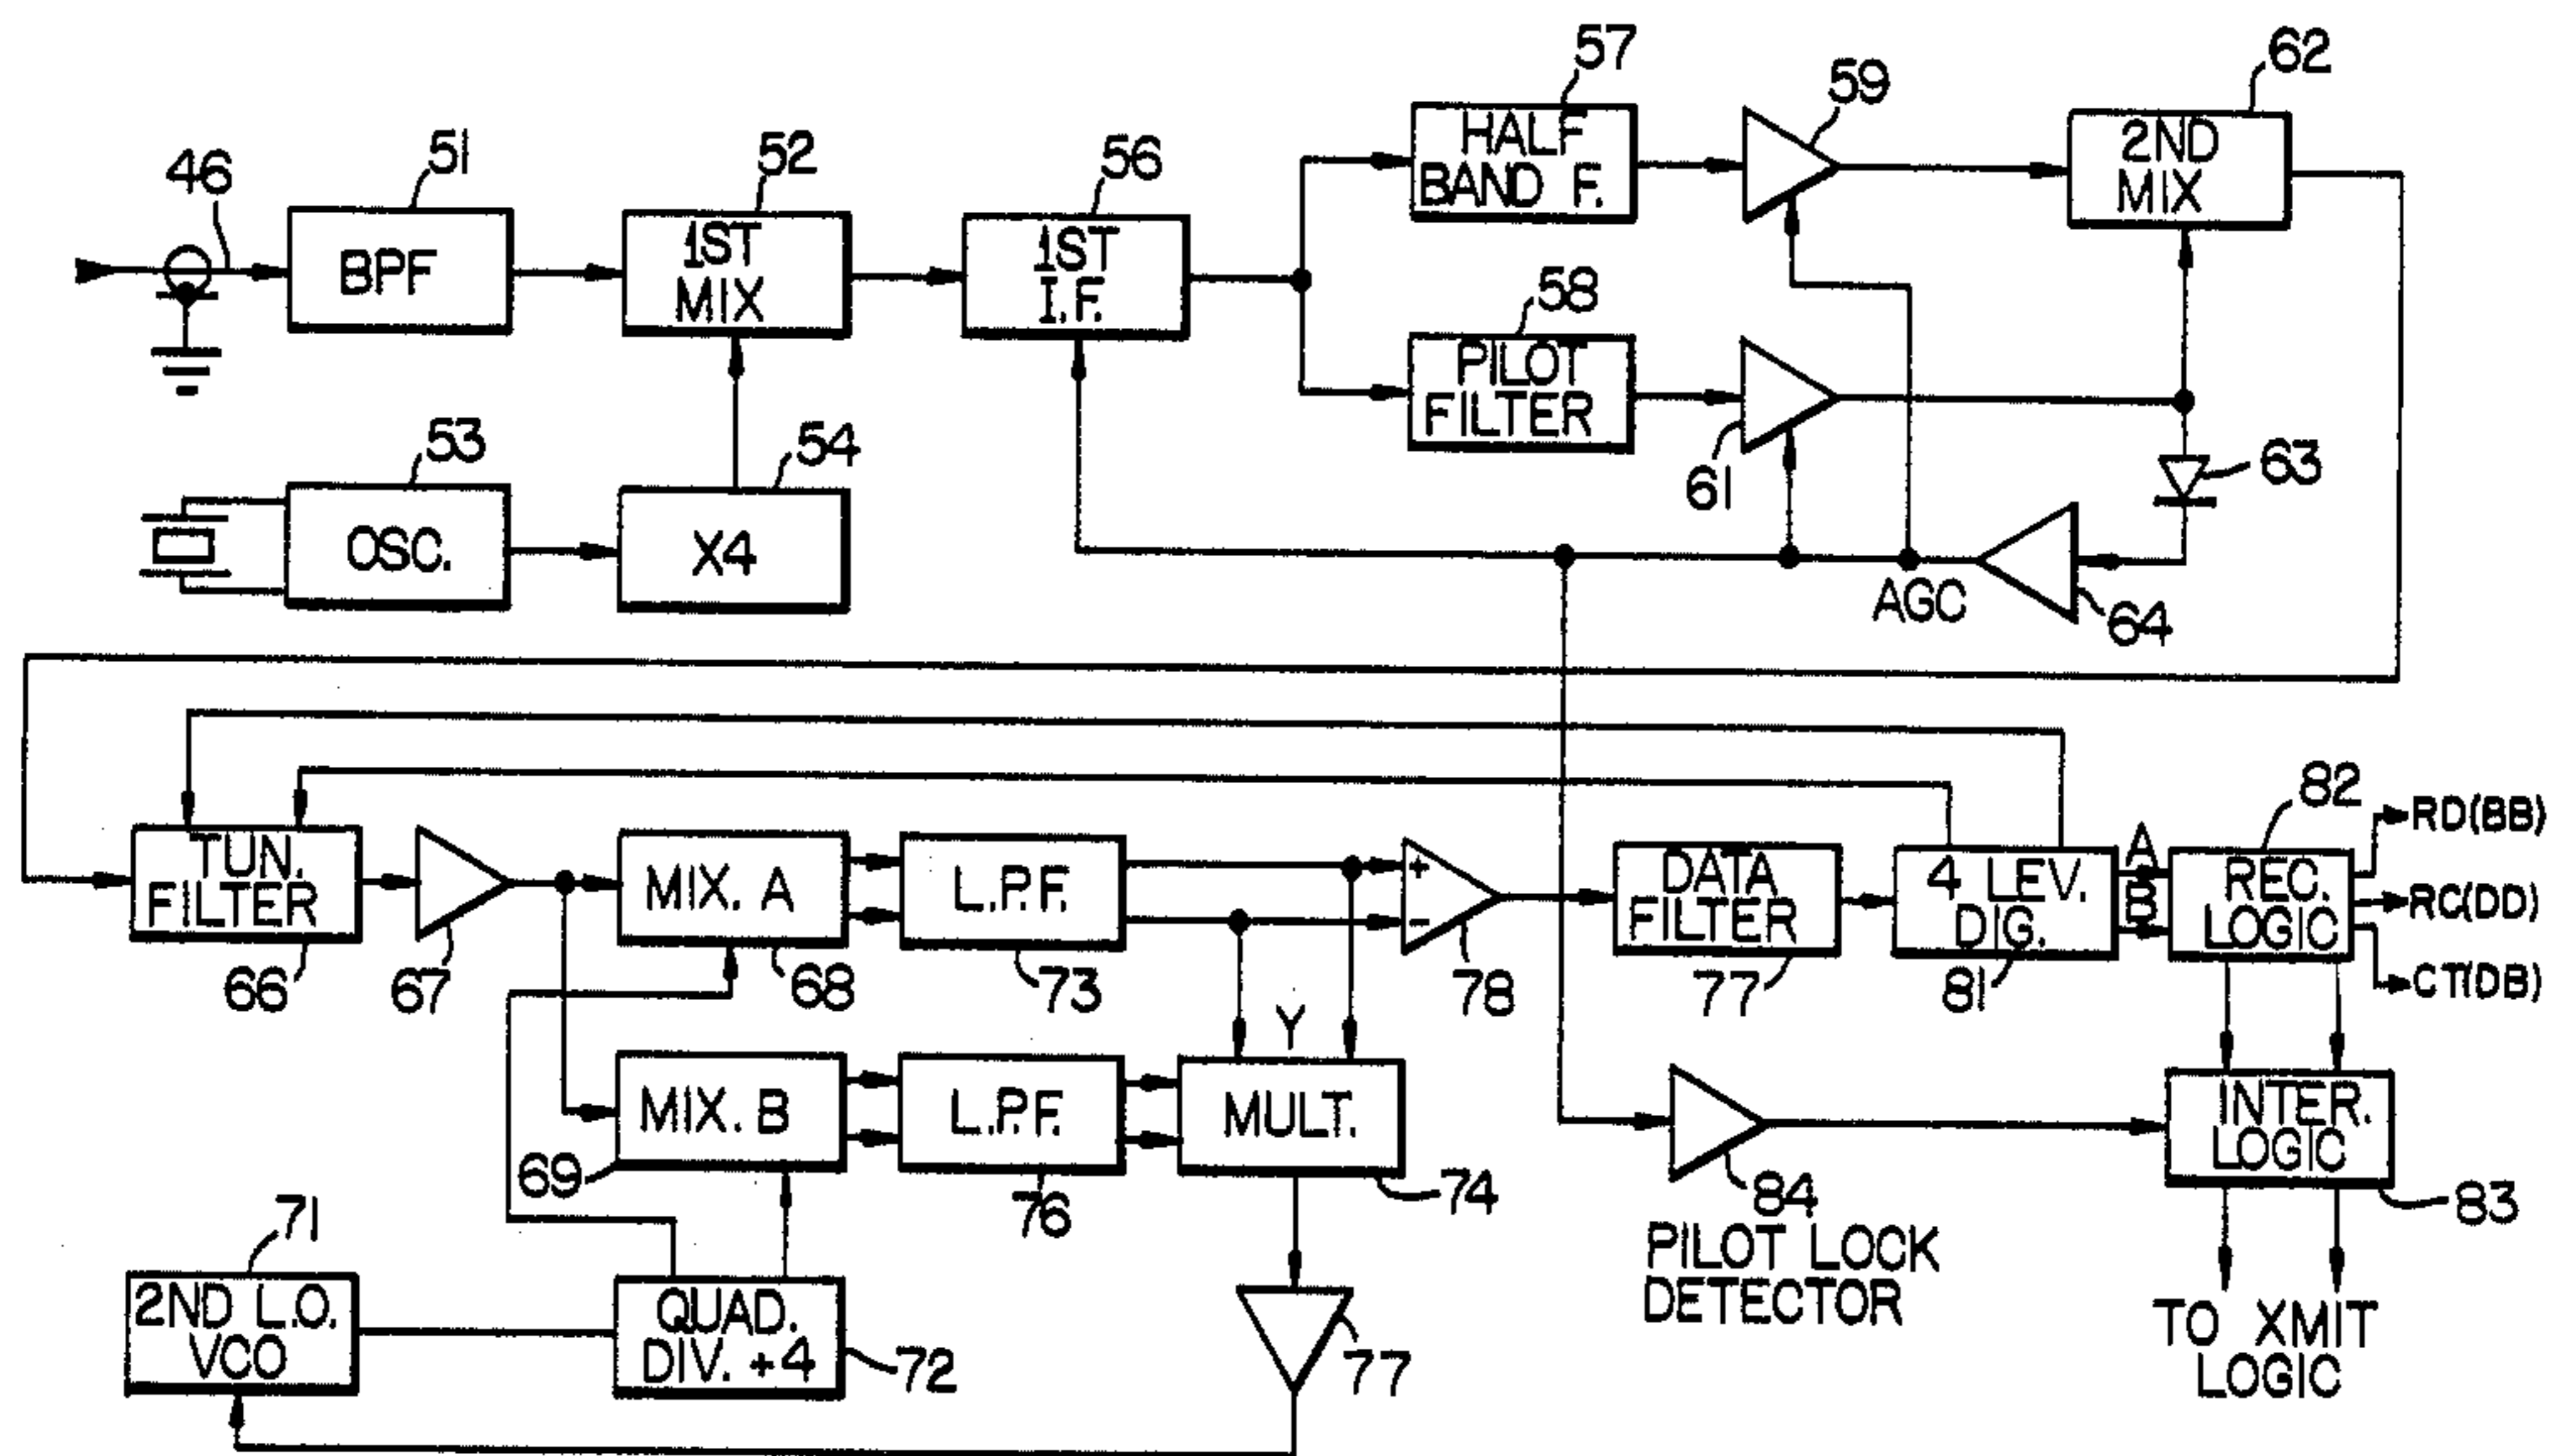 57
62
59
51
52
56
46
HALF
BAND F.
2ND
MIX
BPF
1ST
MIX
1ST
I.F.
58
PILOT
FILTER
53
54
61
63
OSC.
X4
AGC
64
82
RD(BB)
TUN.
FILTER
MIX. A
L.P.F.
+
-
DATA
FILTER
4 LEV.
DIG.
A
B
REC.
LOGIC
RC(DD)
CT(DB)
66
67
68
73
78
77
81
Y
MIX. B
L.P.F.
MULT.
INTER.
LOGIC
69
76
74
84
83
PILOT LOCK
DETECTOR
71
2ND L.O.
VCO
QUAD.
DIV. +4
72
77
TO XMIT
LOGIC